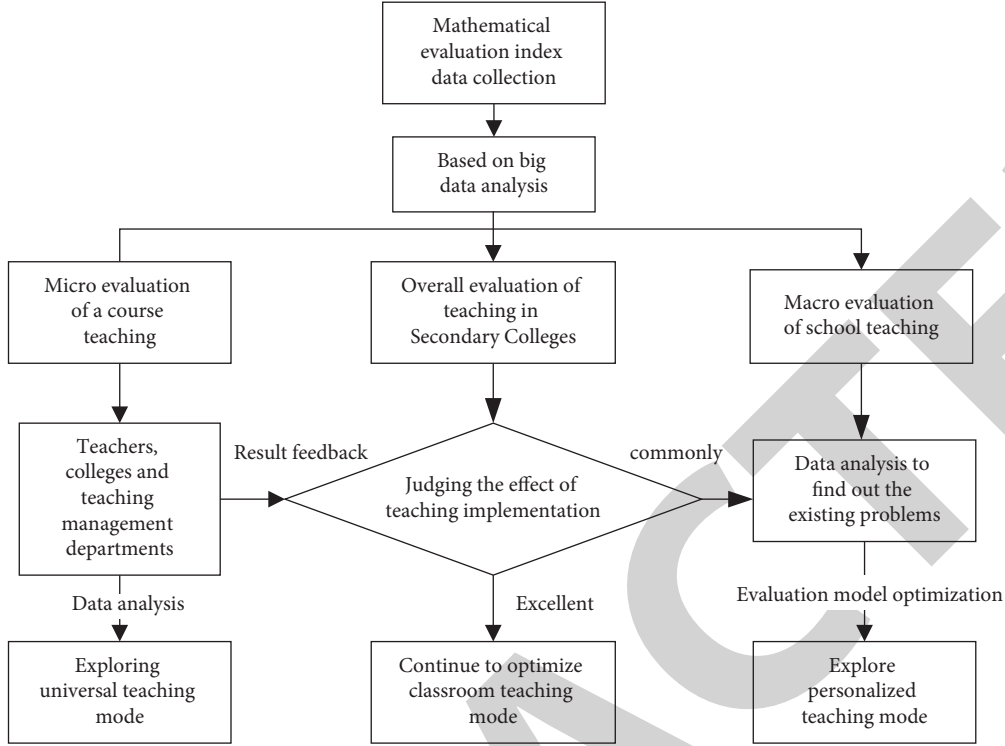 Mathematical
evaluation index
data collection
Based on big
data analysis
Micro evaluation
of a course
teaching
Overall evaluation of
teaching in
Secondary Colleges
Macro evaluation
of school teaching
Teachers,
colleges and
teaching
management
departments
Result feedback
Judging the effect of
teaching implementation
commonly
Data analysis to
find out the
existing problems
Data analysis
Excellent
Evaluation model optimization
Exploring
universal teaching
mode
Continue to optimize
classroom teaching
mode
Explore
personalized
teaching mode